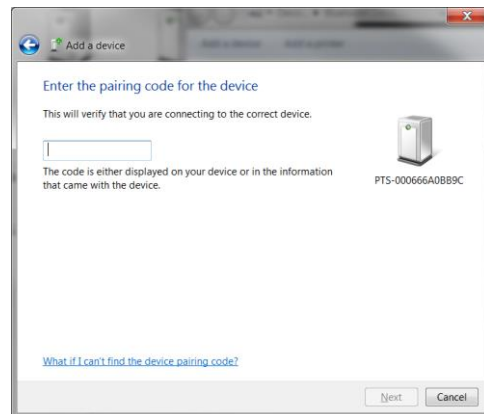 Add a device
Enter the pairing code for the device
This will verify that you are connecting to the correct device.
The code is either displayed on your device or in the information
that came with the device.
PTS-000666A0BB9C
What if I can't find the device pairing code?
Next
Cancel